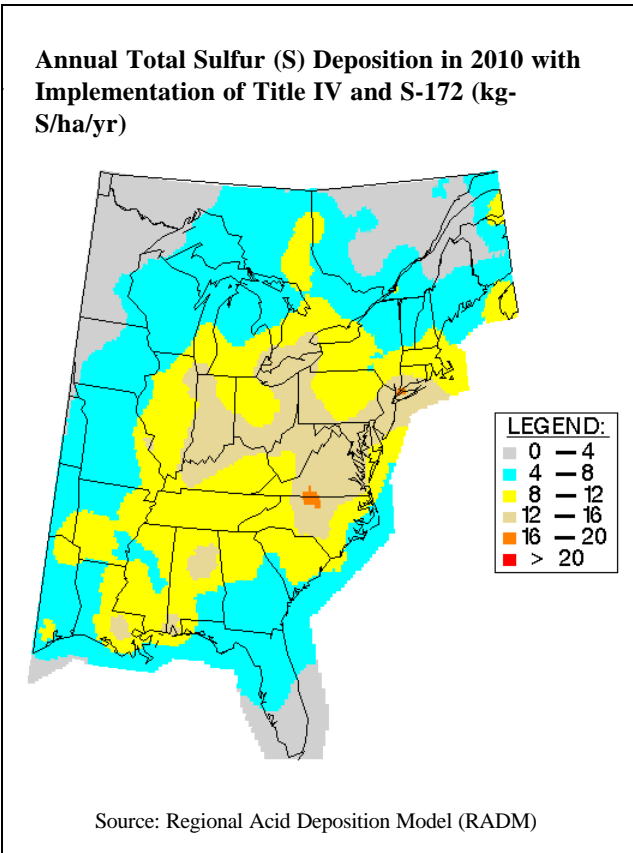 Annual Total Sulfur (S) Deposition in 2010 with
Implementation of Title IV and S-172 (kg-
S/ha/yr)
LEGEND:
0 — 4
4 — 8
8 — 12
12 — 16
16 — 20
> 20
Source: Regional Acid Deposition Model (RADM)